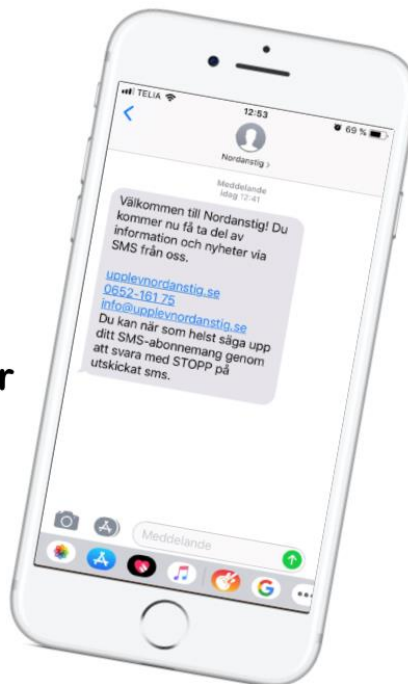 TELIA
12:53
69 %
Nordanstig >
Meddelande
idag 12:41
Välkommen till Nordanstig! Du
kommer nu få ta del av
information och nyheter via
SMS från oss.
upplevnordanstig.se
0652-161 75
info@upplevnordanstig.se
Du kan när som helst säga upp
ditt SMS-abonnemang genom
att svara med STOPP på
utskickat sms.
r
Meddelande
G